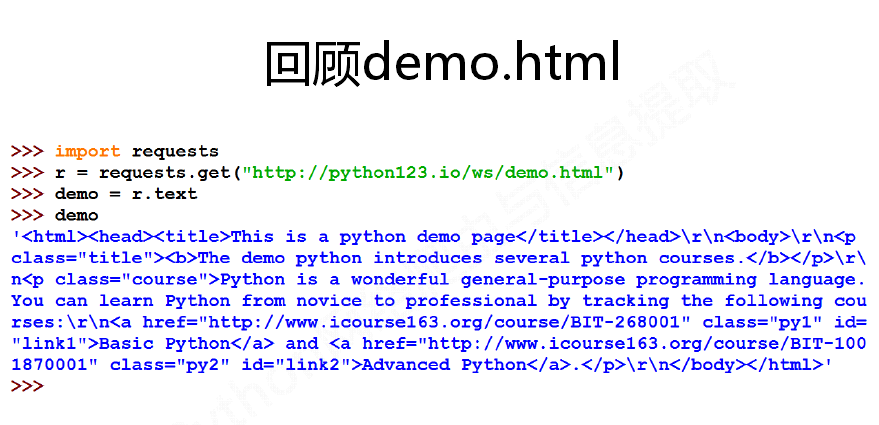 回顾demo.html
>>> import requests
>>> r = requests.get("http://python123.io/ws/demo.html")
>>> demo = r.text
>>> demo
'<html><head><title>This is a python demo page</title></head>\r\n<body>\r\n<p
class="title"><b>The demo python introduces several python courses.</b></p>\r\
n<p class="course">Python is a wonderful general-purpose programming language.
You can learn Python from novice to professional by tracking the following cou
rses:\r\n<a href="http://www.icourse163.org/course/BIT-268001" class="py1" id=
"link1">Basic Python</a> and <a href="http://www.icourse163.org/course/BIT-100
1870001" class="py2" id="link2">Advanced Python</a>.</p>\r\n</body></html>'
>>>